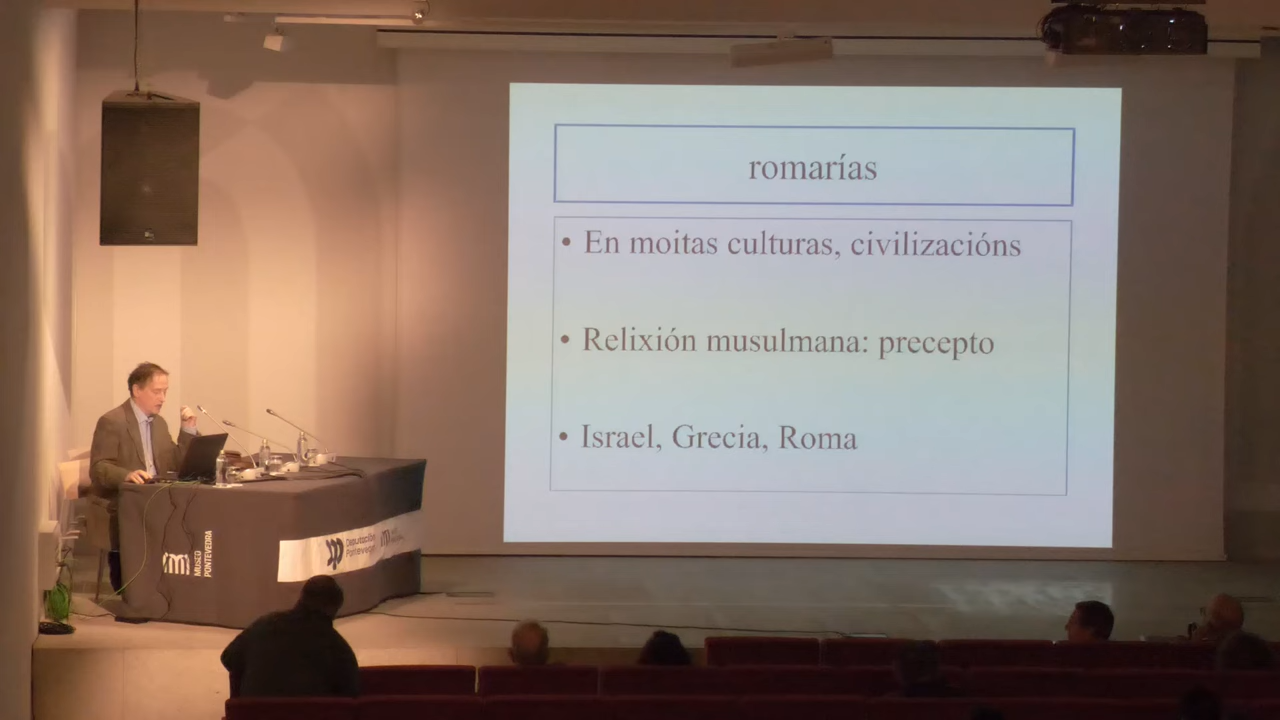 romarías
• En moitas culturas, civilizacións
• Relixión musulmana: precepto
• Israel, Grecia, Roma
MUSEO
PONTEVEDRA
Deputación
Pontevedra